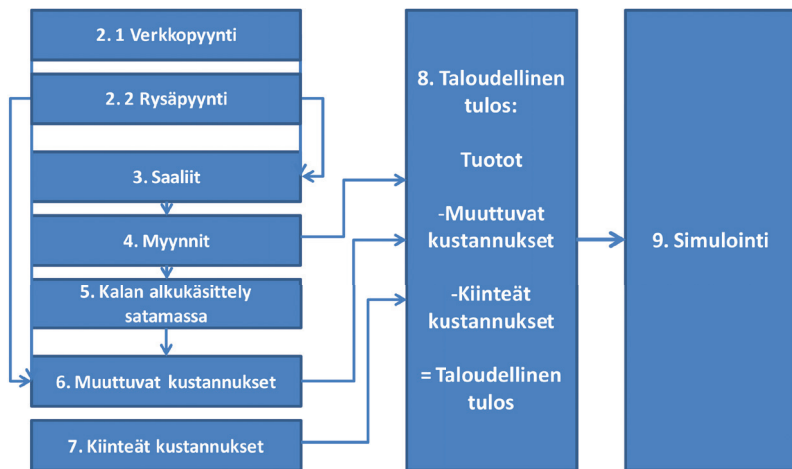 2. 1 Verkkopyynti
2. 2 Rysäpyynti
3. Saaliit
4. Myynnit
5. Kalan alkukäsittely
satamassa
6. Muuttuvat kustannukset
7. Kiinteät kustannukset
8. Taloudellinen
tulos:
Tuotot
-Muuttuvat
kustannukset
-Kiinteät
kustannukset
= Taloudellinen
tulos
9. Simulointi